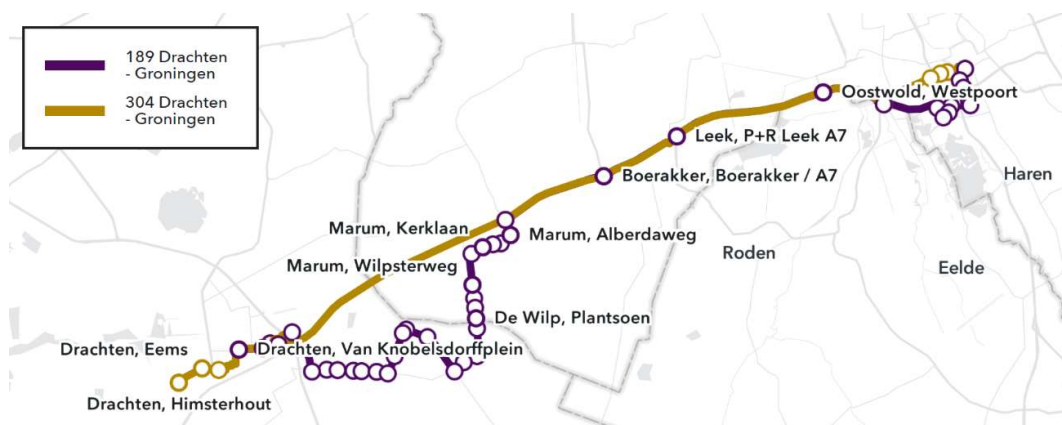 189 Drachten
- Groningen
304 Drachten
- Groningen
Oostwold, Westpoort
Leek, P+R Leek A7
Boerakker, Boerakker / A7
Haren
Marum, Kerklaan
Marum, Alberdaweg
Roden
Marum, Wilpsterweg
Eelde
De Wilp, Plantsoen
Drachten, Eems
Drachten, Van Knobelsdorffplein
Drachten, Himsterhout